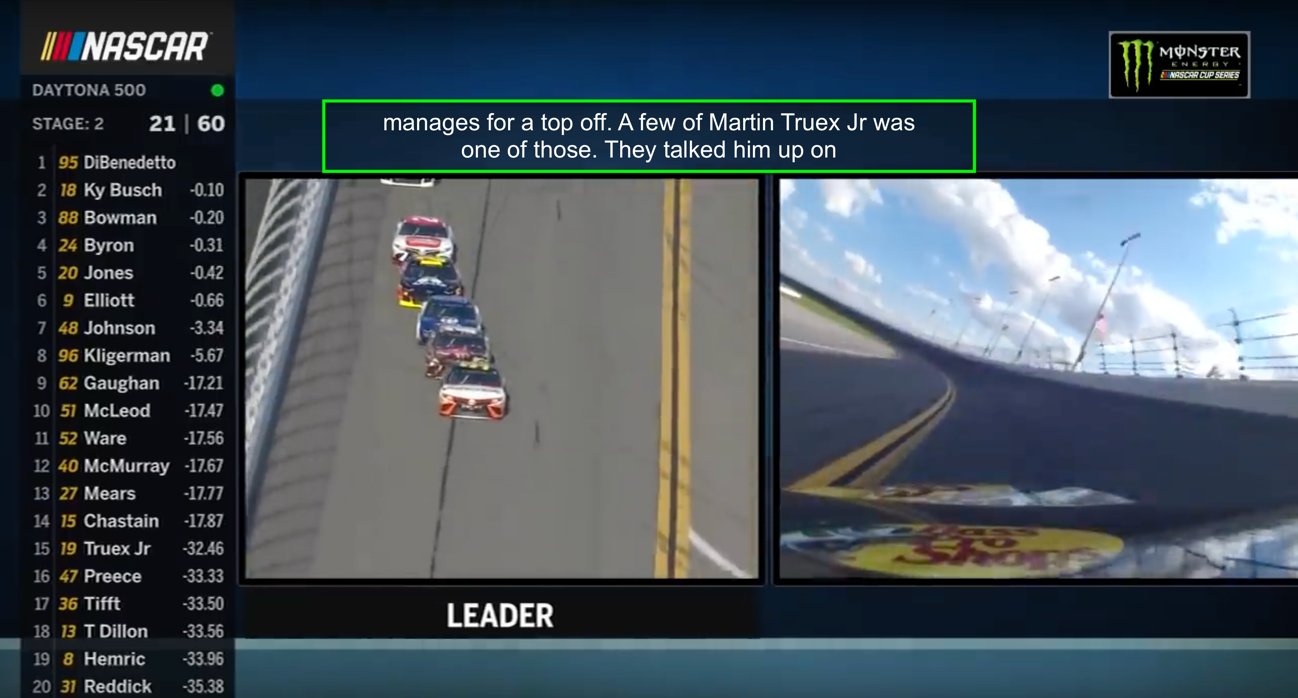 NASCAR
DAYTONA 500
STAGE: 2 21 | 60
1 95 DiBenedetto
2 18 Ky Busch -0.10
3 88 Bowman -0.20
4 24 Byron -0.31
5 20 Jones -0.42
6 9 Elliott -0.66
7 48 Johnson -3.34
8 96 Kligerman -5.67
9 62 Gaughan -17.21
10 51 McLeod -17.47
11 52 Ware -17.56
12 40 McMurray -17.67
13 27 Mears -17.77
14 15 Chastain -17.87
15 19 Truex Jr -32.46
16 47 Preece -33.33
17 36 Tifft -33.50
18 13 T Dillon -33.56
19 8 Hemric -33.96
20 31 Reddick -35.38
MONSTER
ENERGY
NASCAR CUP SERIES
manages for a top off. A few of Martin Truex Jr was
one of those. They talked him up on
LEADER
Bass
Pro
Shops